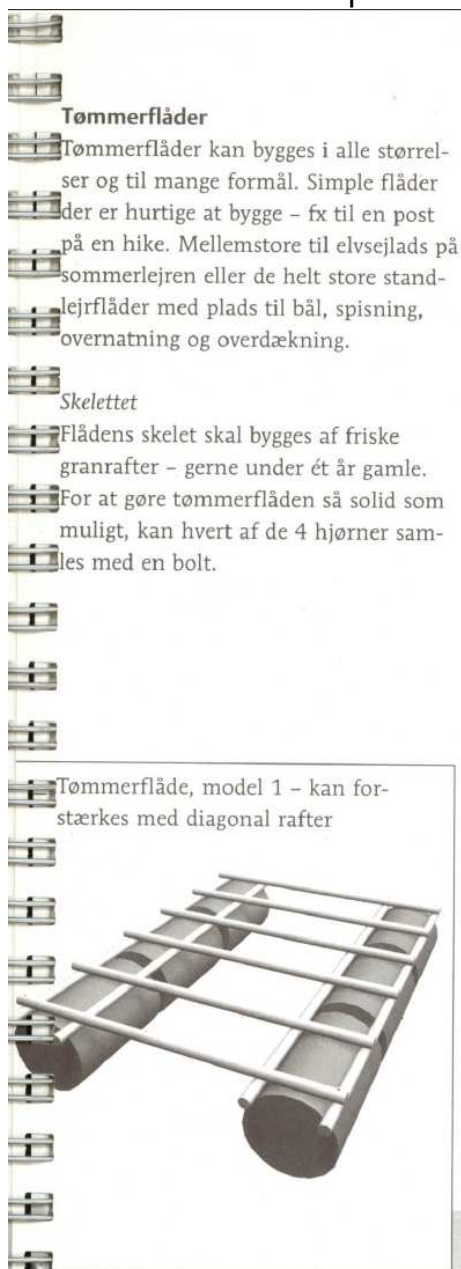 Tømmerflåder
Tømmerflåder kan bygges i alle størrel-
ser og til mange formål. Simple flåder
der er hurtige at bygge – fx til en post
på en hike. Mellemstore til elvsejlads på
sommerlejren eller de helt store stand-
lejrflåder med plads til bål, spisning,
overnatning og overdækning.
Skelettet
Flådens skelet skal bygges af friske
granrafter – gerne under ét år gamle.
For at gøre tømmerflåden så solid som
muligt, kan hvert af de 4 hjørner sam-
les med en bolt.
Tømmerflåde, model 1 – kan for-
stærkes med diagonal rafter